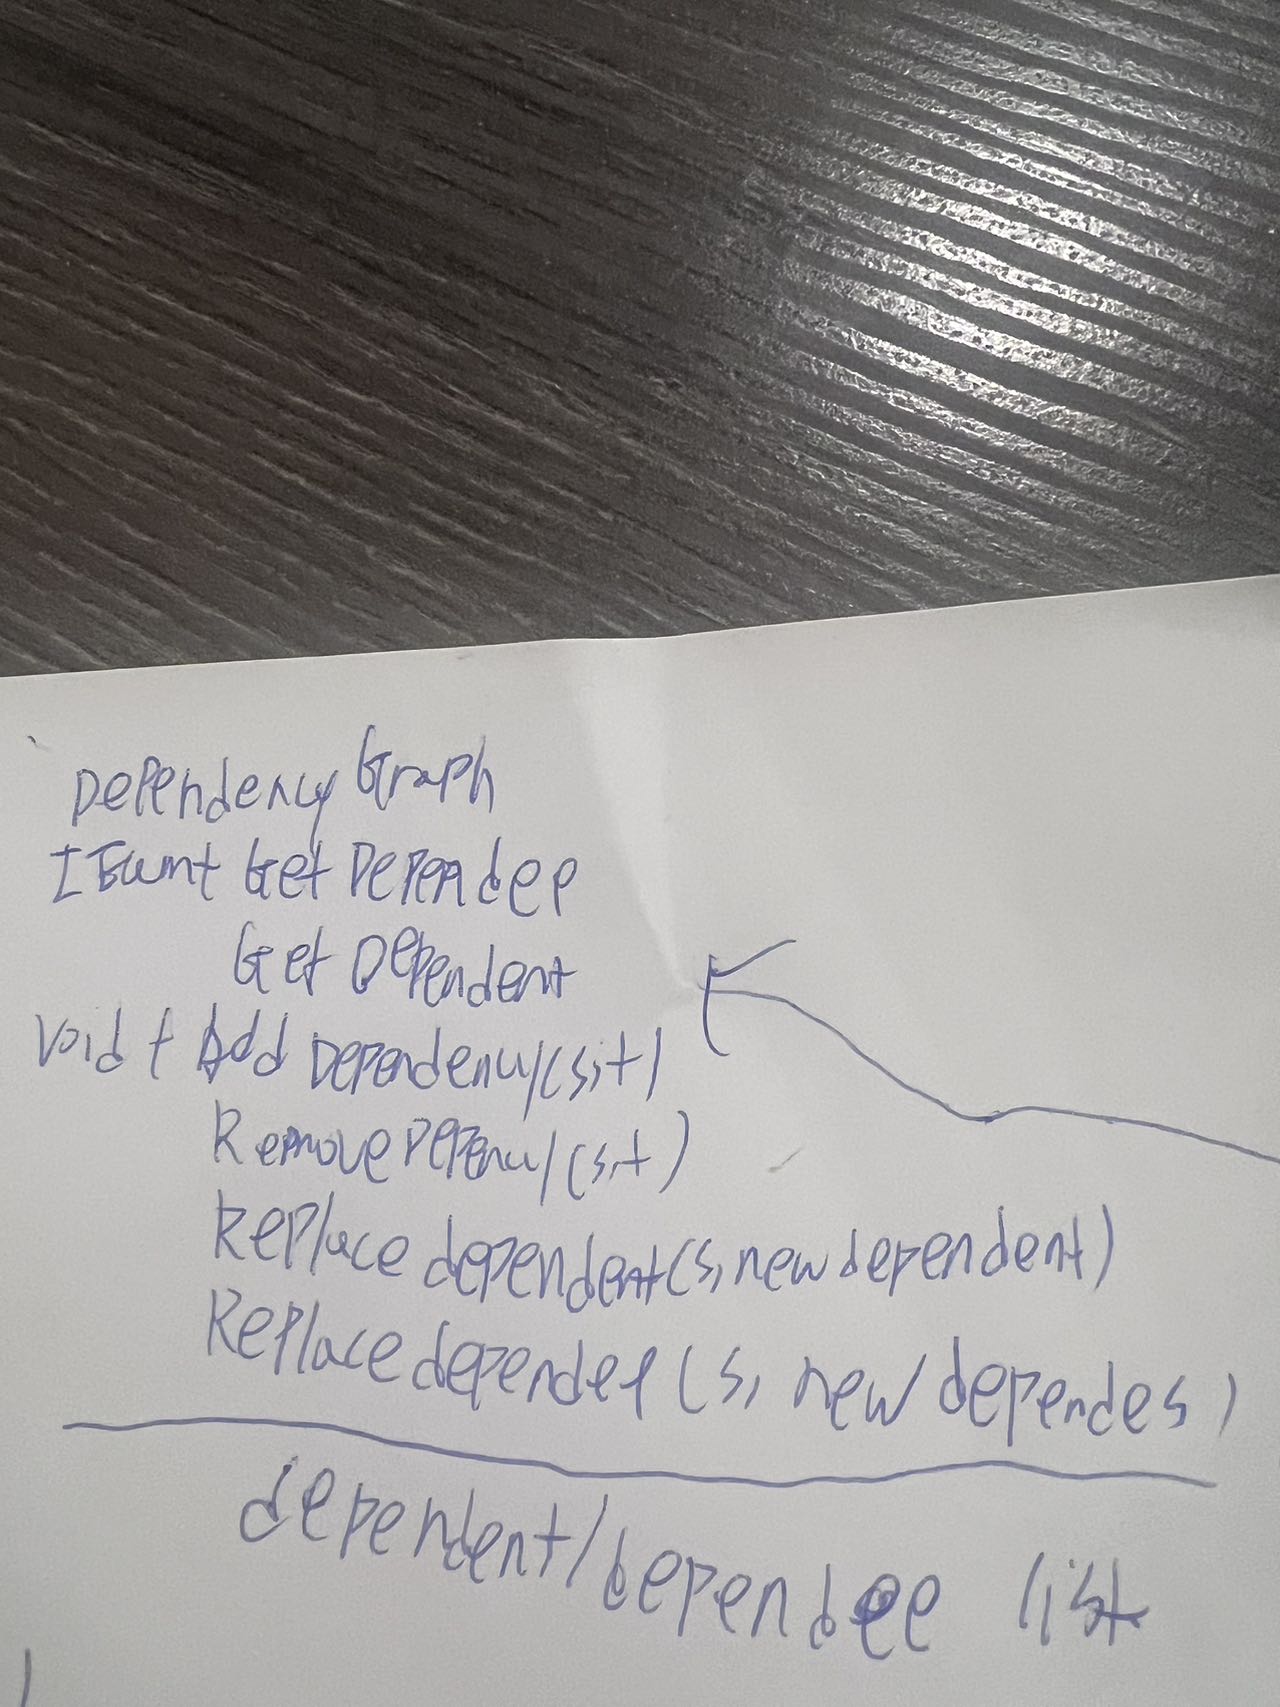 Dependency Graph
IEumt Get Dependee
Get Dependent
Void + Add Dependency(s,t)
Remove Depency(s,t)
Replace dependent(s, new dependent)
Replace dependee(s, new dependes)
dependent/dependee list